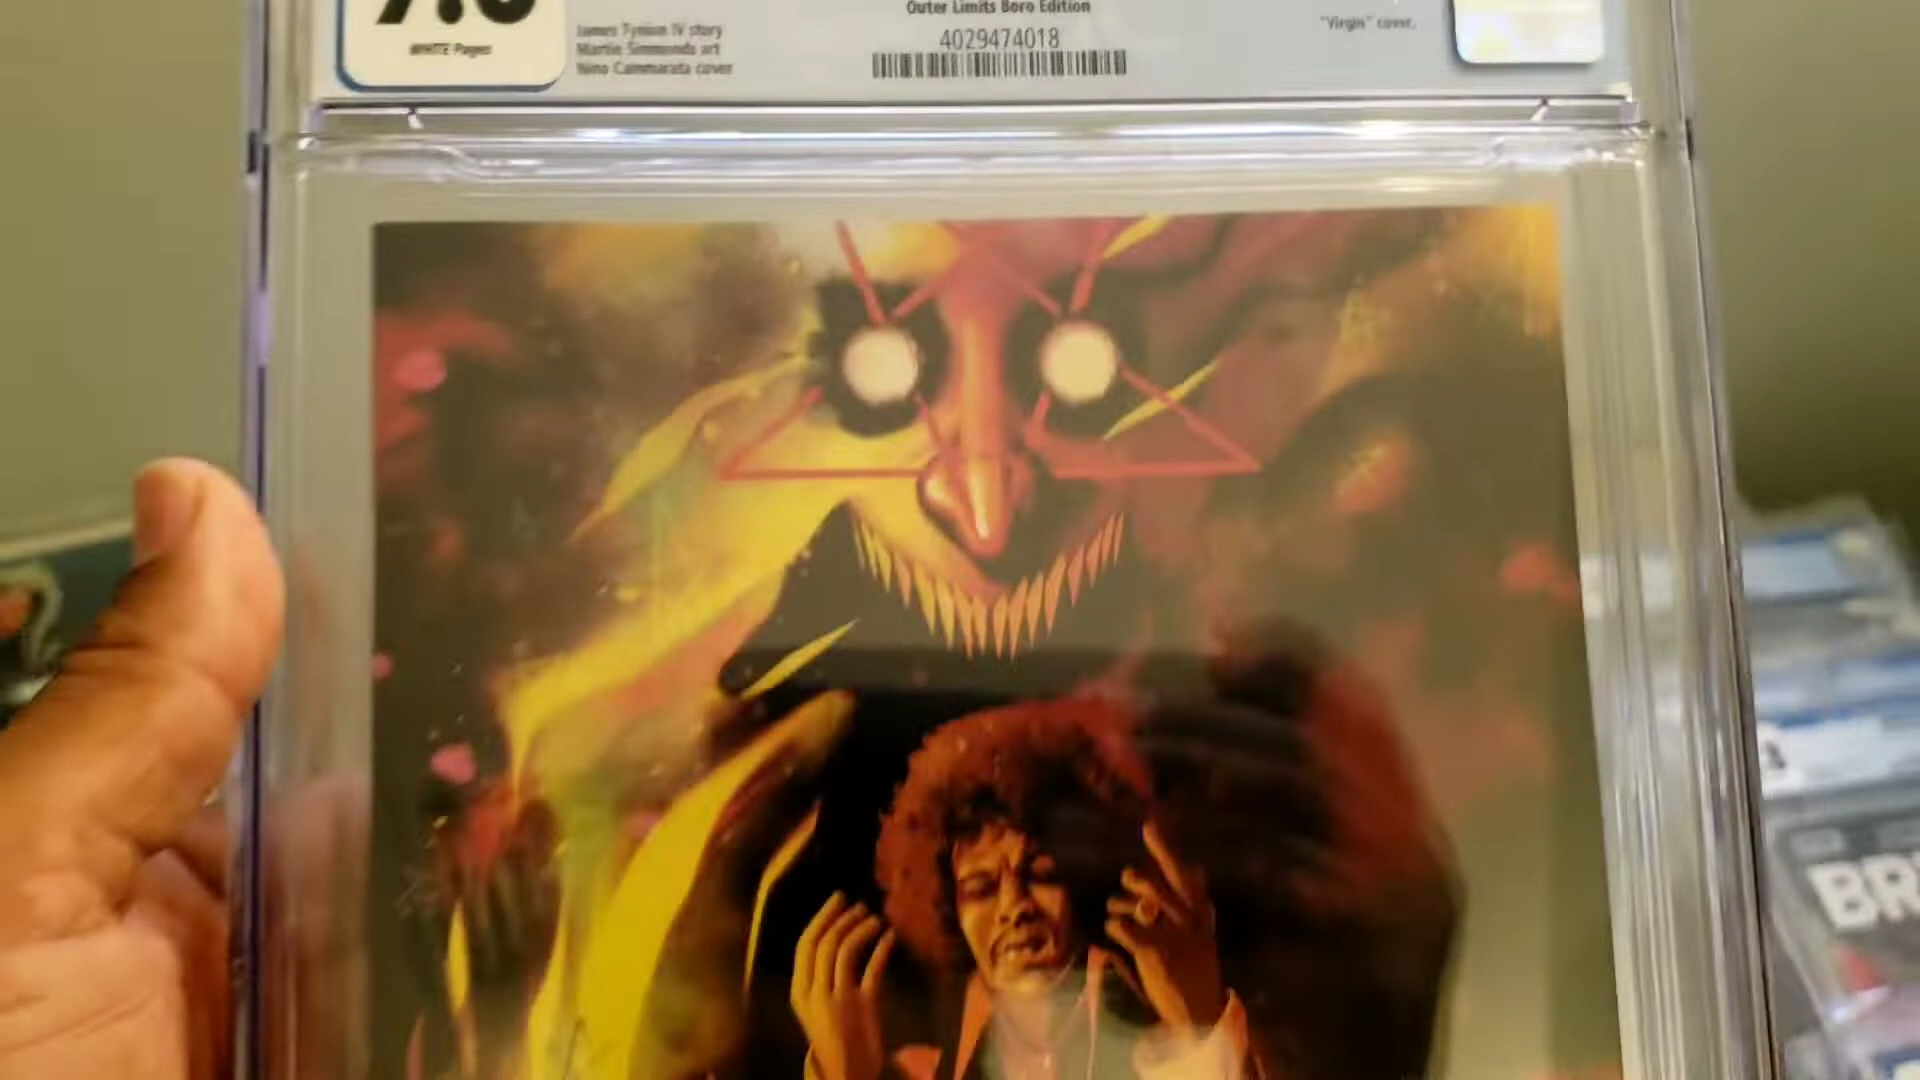 Outer Limits Boro Edition
WHITE Pages
James Tynion IV story
Martin Simmonds art
Nino Cammarata cover
4029474018
"Virgin" cover.
BR